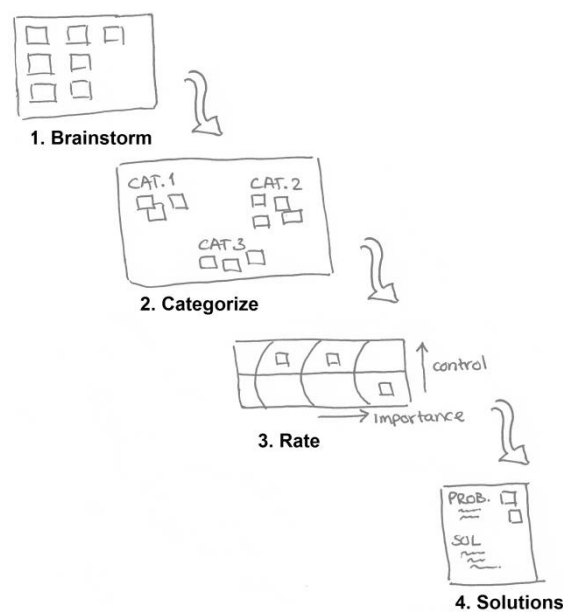 1. Brainstorm
CAT.1
CAT.2
CAT.3
2. Categorize
control
importance
3. Rate
PROB.
SOL
4. Solutions